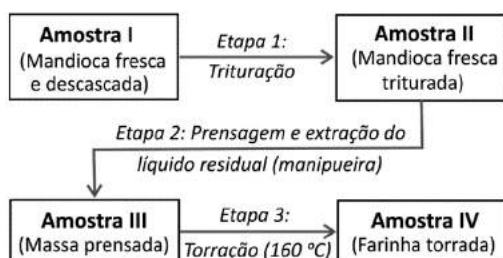 Amostra I
(Mandioca fresca
e descascada)
Etapa 1:
Trituração
Amostra II
(Mandioca fresca
triturada)
Etapa 2: Prensagem e extração do
líquido residual (manipueira)
Amostra III
(Massa prensada)
Etapa 3:
Torração (160 ºC)
Amostra IV
(Farinha torrada)